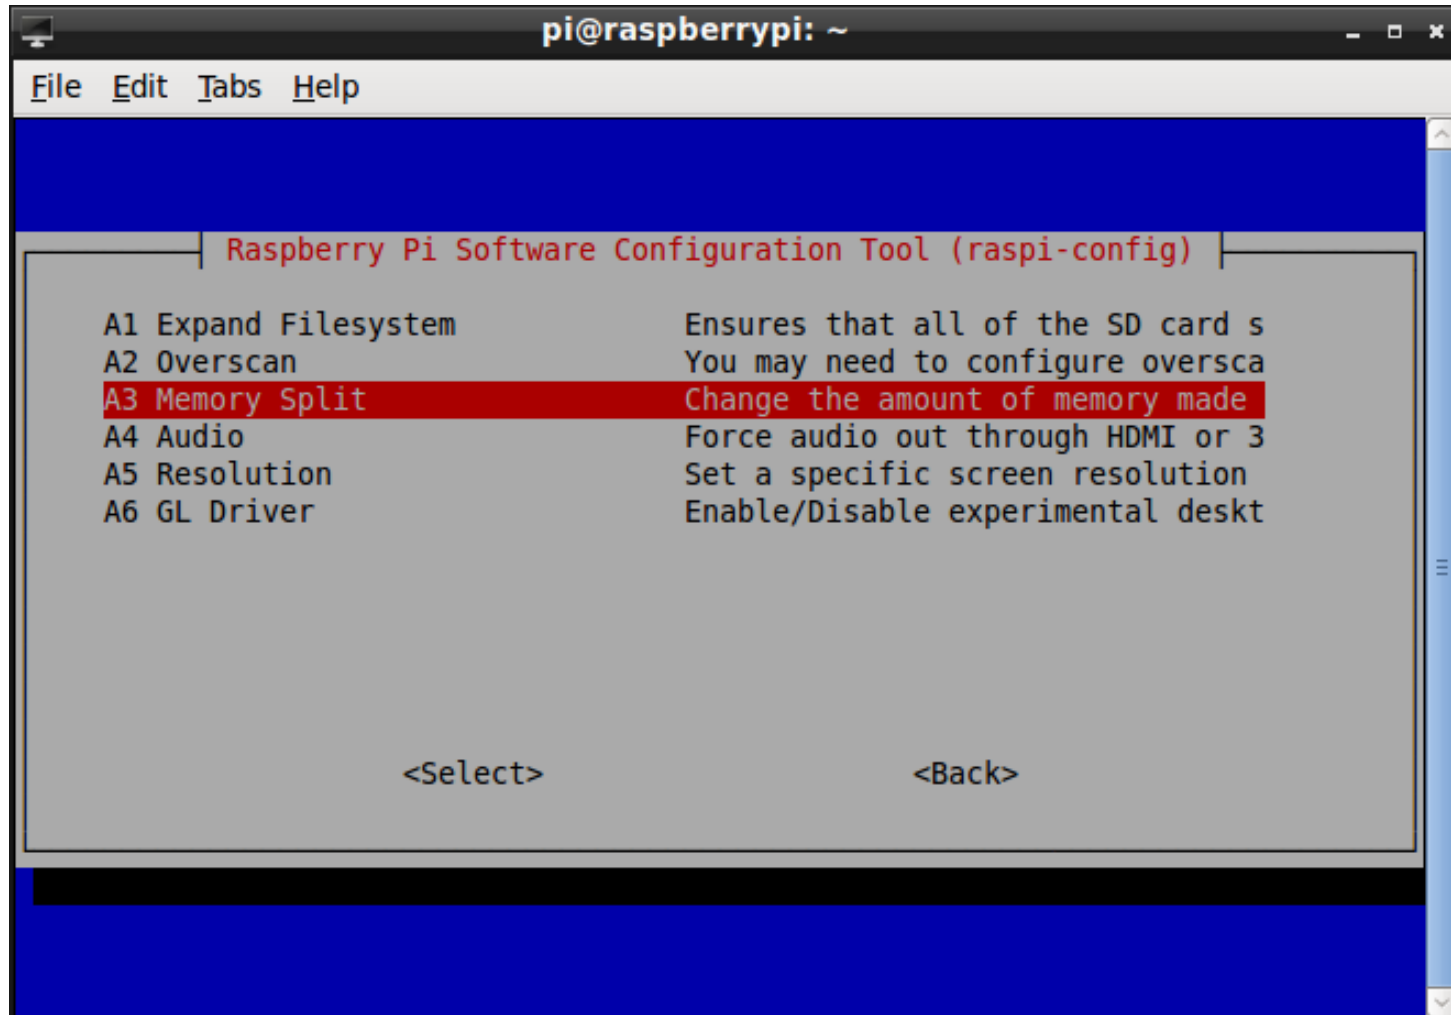 pi@raspberrypi: ~
File Edit Tabs Help
Raspberry Pi Software Configuration Tool (raspi-config)
A1 Expand Filesystem Ensures that all of the SD card s
A2 Overscan You may need to configure oversca
A3 Memory Split Change the amount of memory made
A4 Audio Force audio out through HDMI or 3
A5 Resolution Set a specific screen resolution
A6 GL Driver Enable/Disable experimental deskt
<Select> <Back>